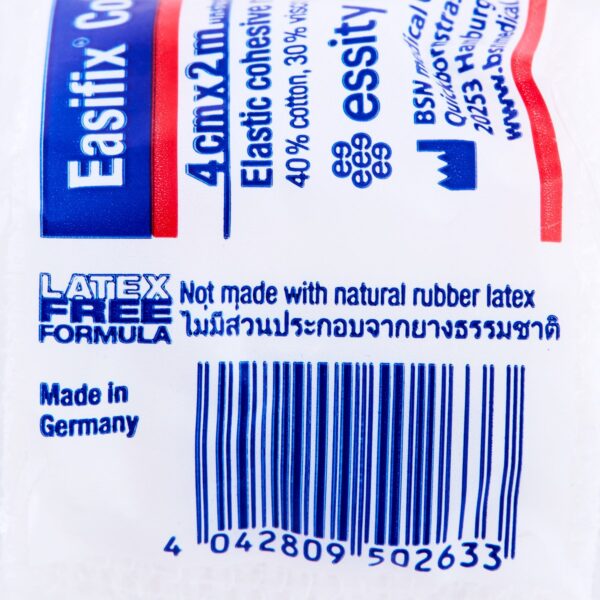 Easifix® Co
4 cm x 2 m
Elastic cohesive
40% cotton, 30% visc
essity
BSN medical
Quickbornstra
20253 Hamburg
www.bsnmedical
LATEX
FREE
FORMULA
Not made with natural rubber latex
ไม่มีส่วนประกอบจากยางธรรมชาติ
Made in
Germany
4 042809 502633